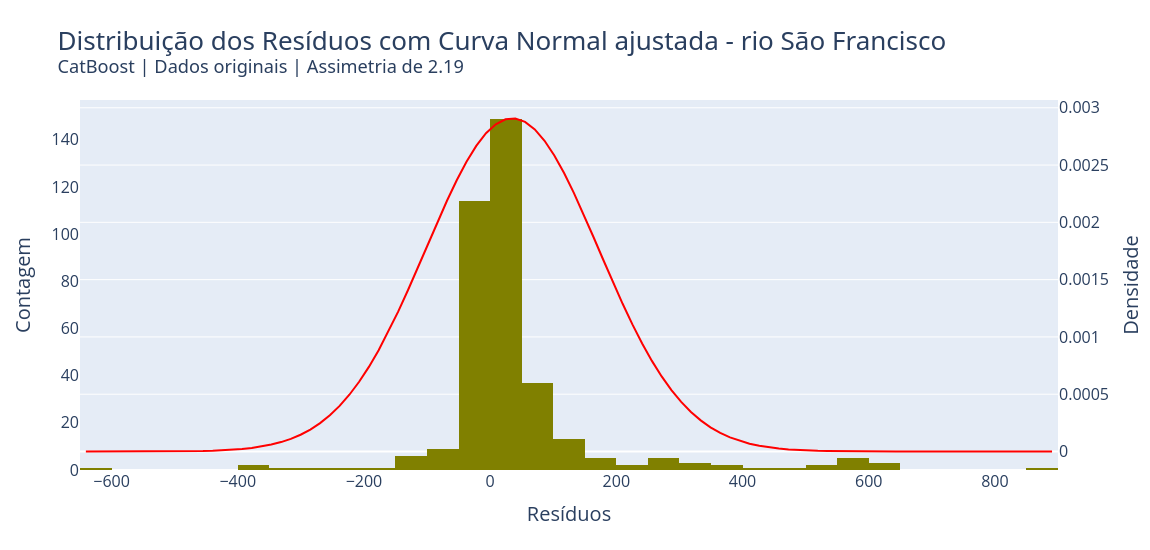 Distribuição dos Resíduos com Curva Normal ajustada - rio São Francisco
CatBoost | Dados originais | Assimetria de 2.19
Contagem
140
120
100
80
60
40
20
0
0.003
0.0025
0.002
0.0015
0.001
0.0005
0
Densidade
−600 −400 −200 0 200 400 600 800
Resíduos